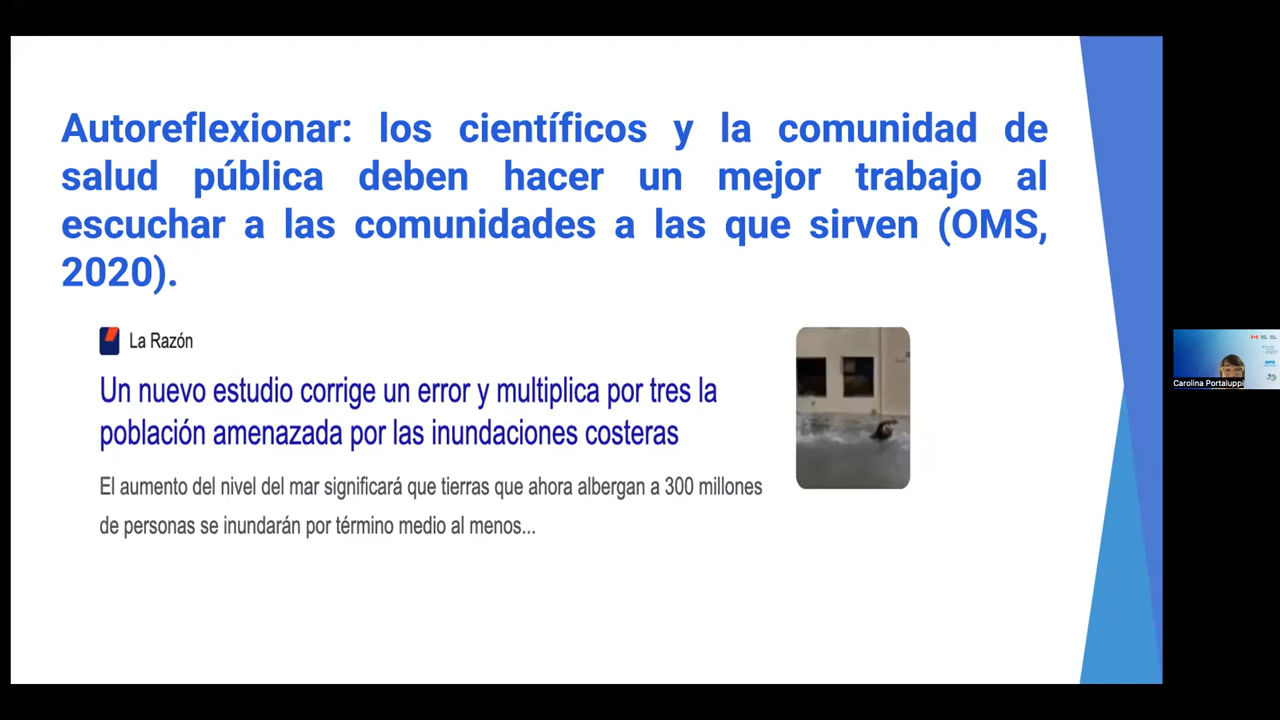 Autoreflexionar: los científicos y la comunidad de
salud pública deben hacer un mejor trabajo al
escuchar a las comunidades a las que sirven (OMS,
2020).
La Razón
Un nuevo estudio corrige un error y multiplica por tres la
población amenazada por las inundaciones costeras
El aumento del nivel del mar significará que tierras que ahora albergan a 300 millones
de personas se inundarán por término medio al menos...
Carolina Portaluppi